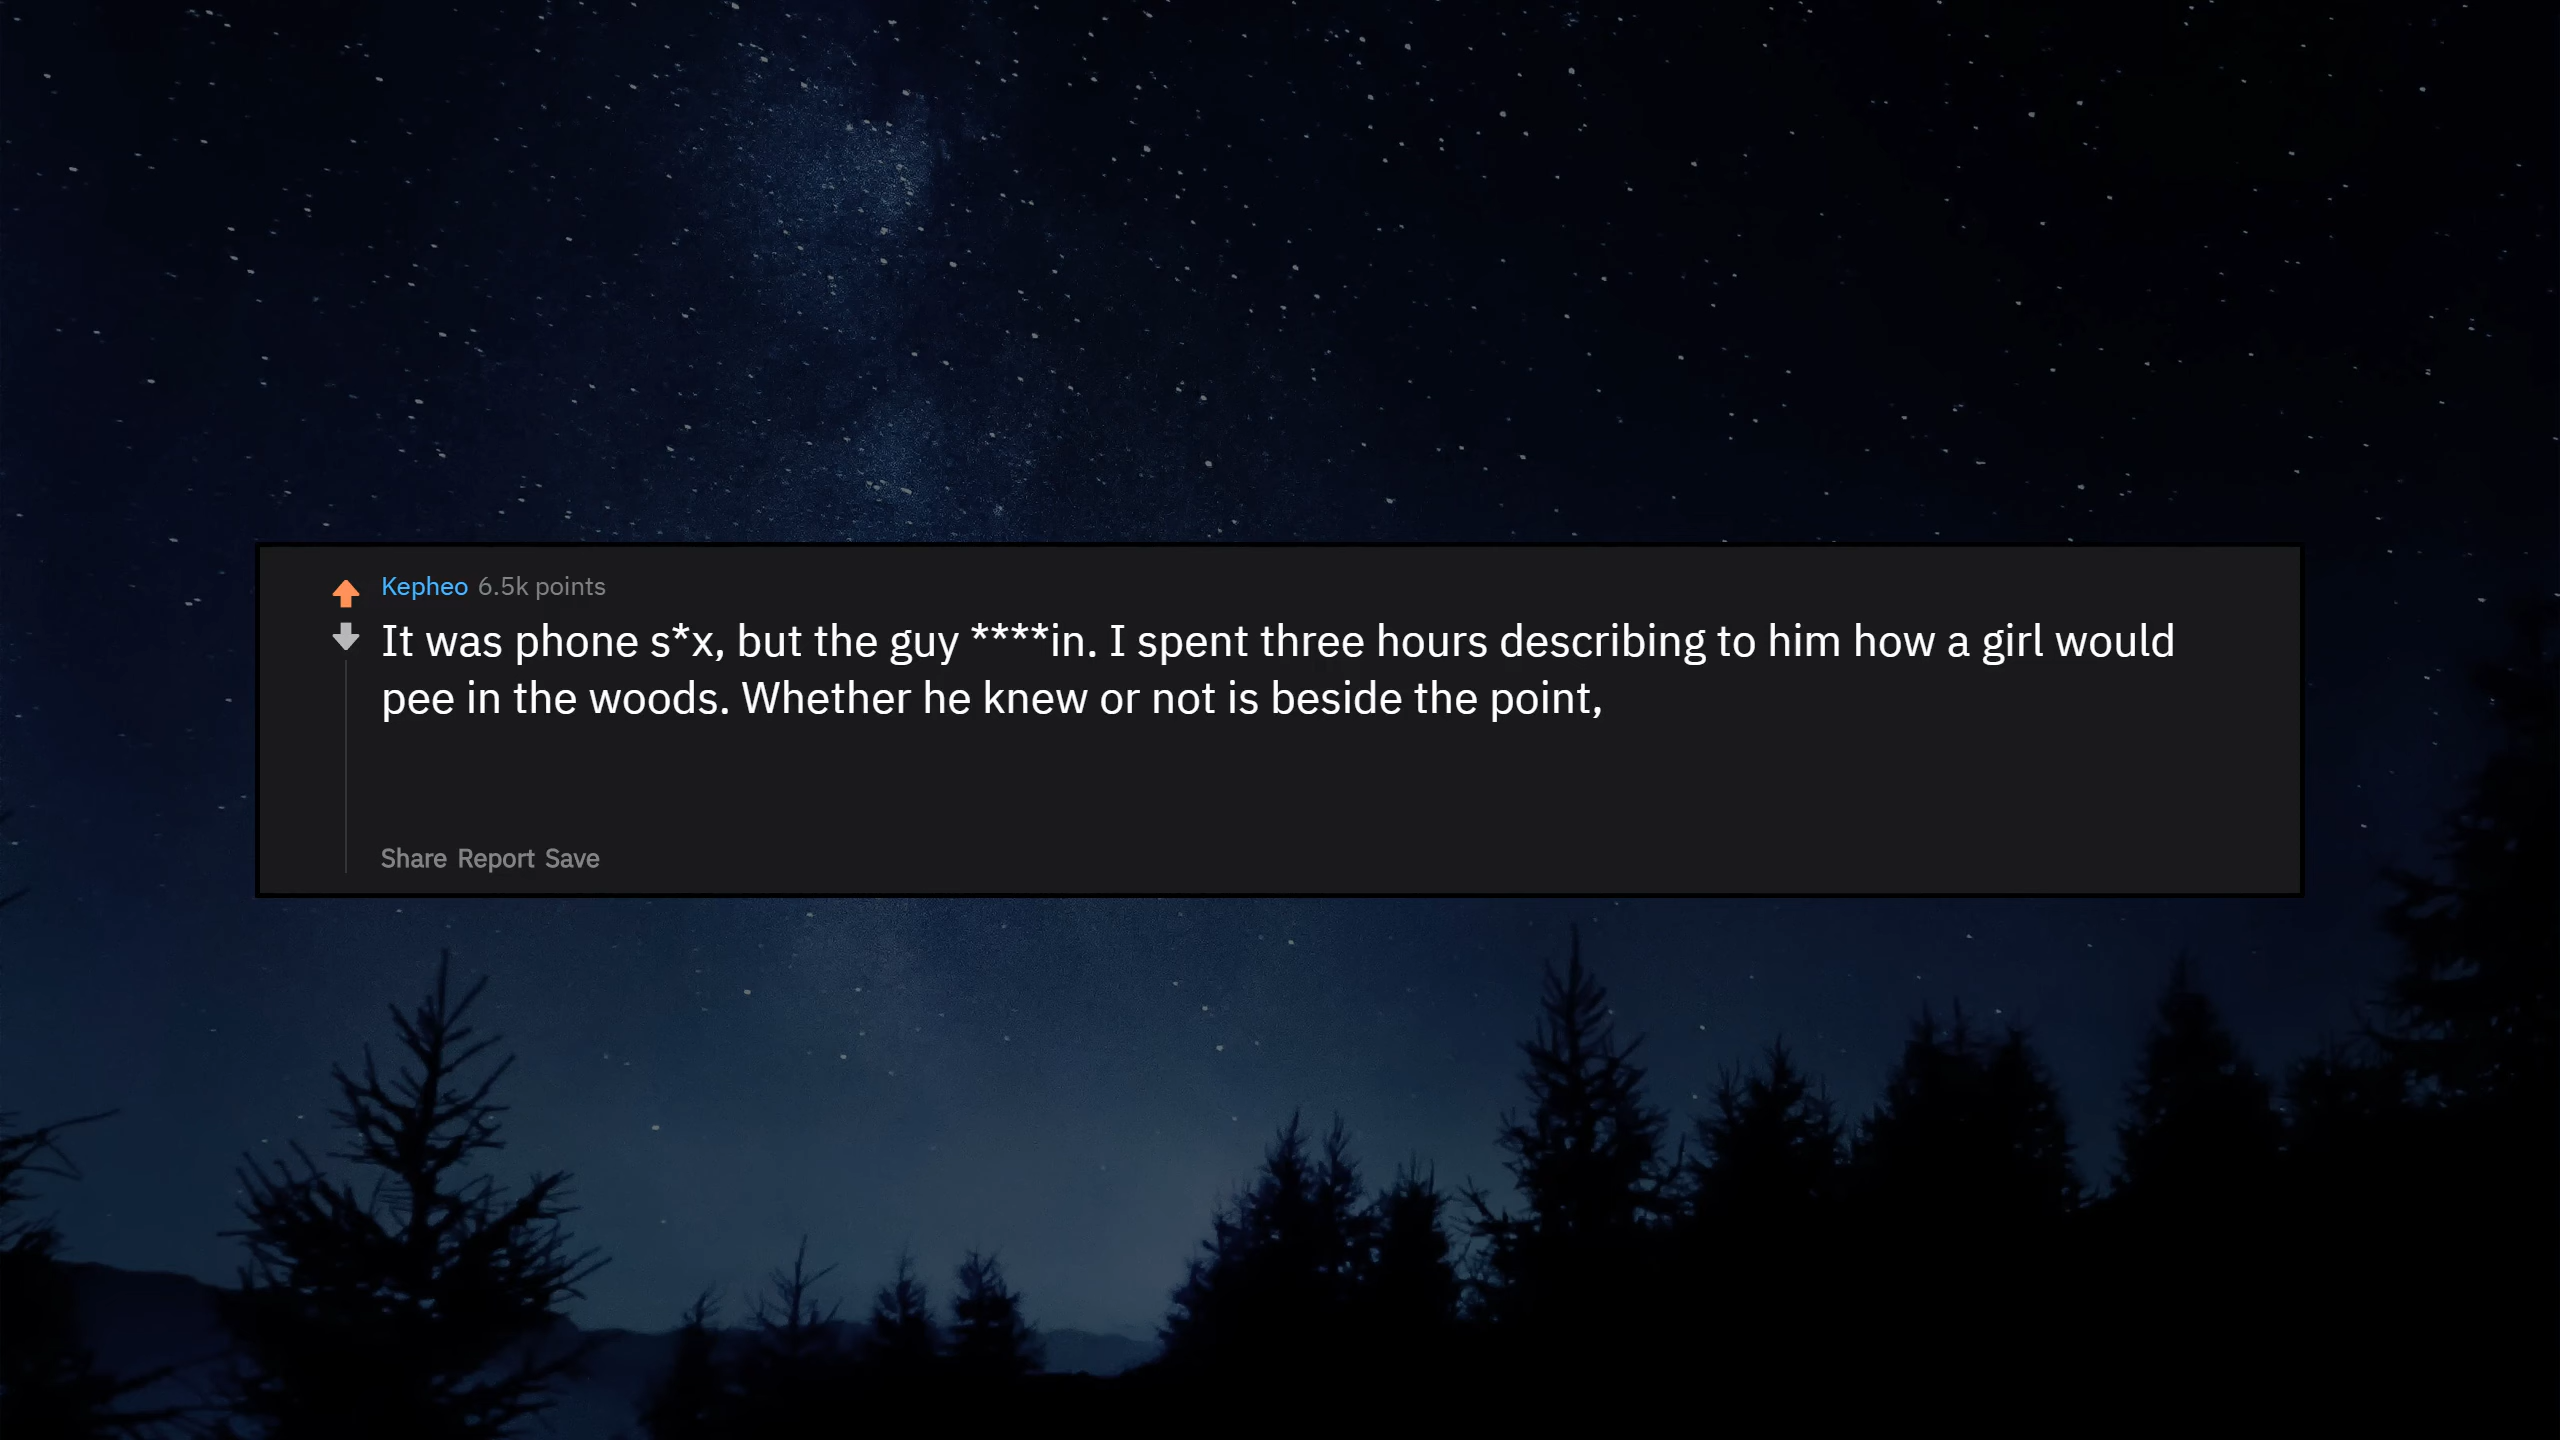 Kepheo 6.5k points
It was phone s*x, but the guy ****in. I spent three hours describing to him how a girl would
pee in the woods. Whether he knew or not is beside the point,
Share Report Save